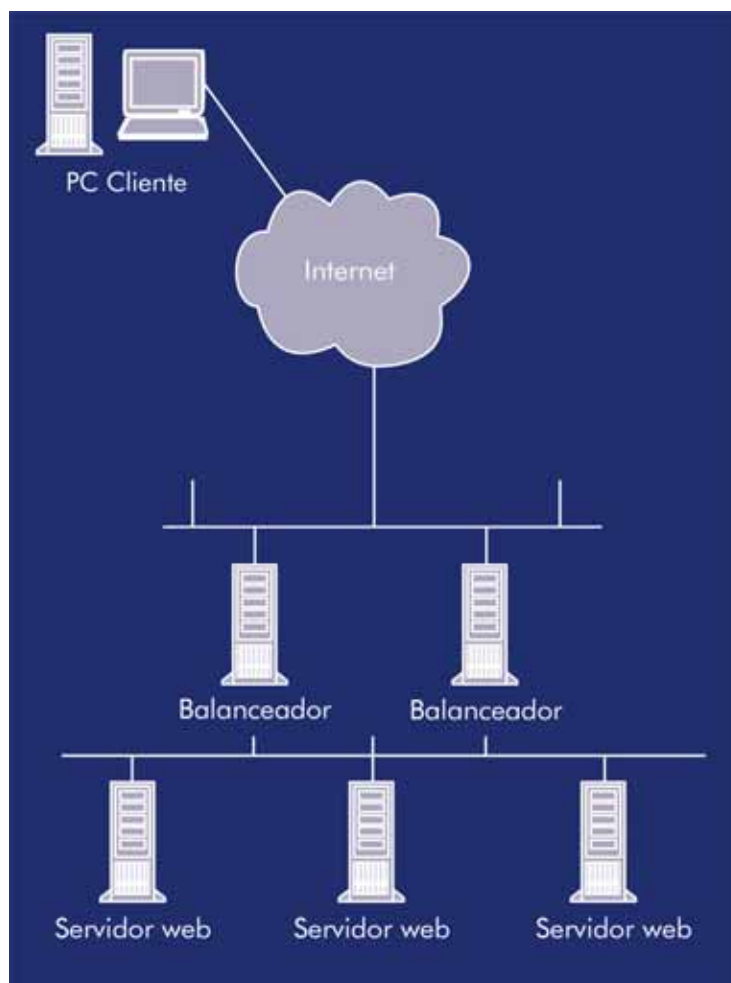 PC Cliente
Internet
Balanceador
Balanceador
Servidor web
Servidor web
Servidor web